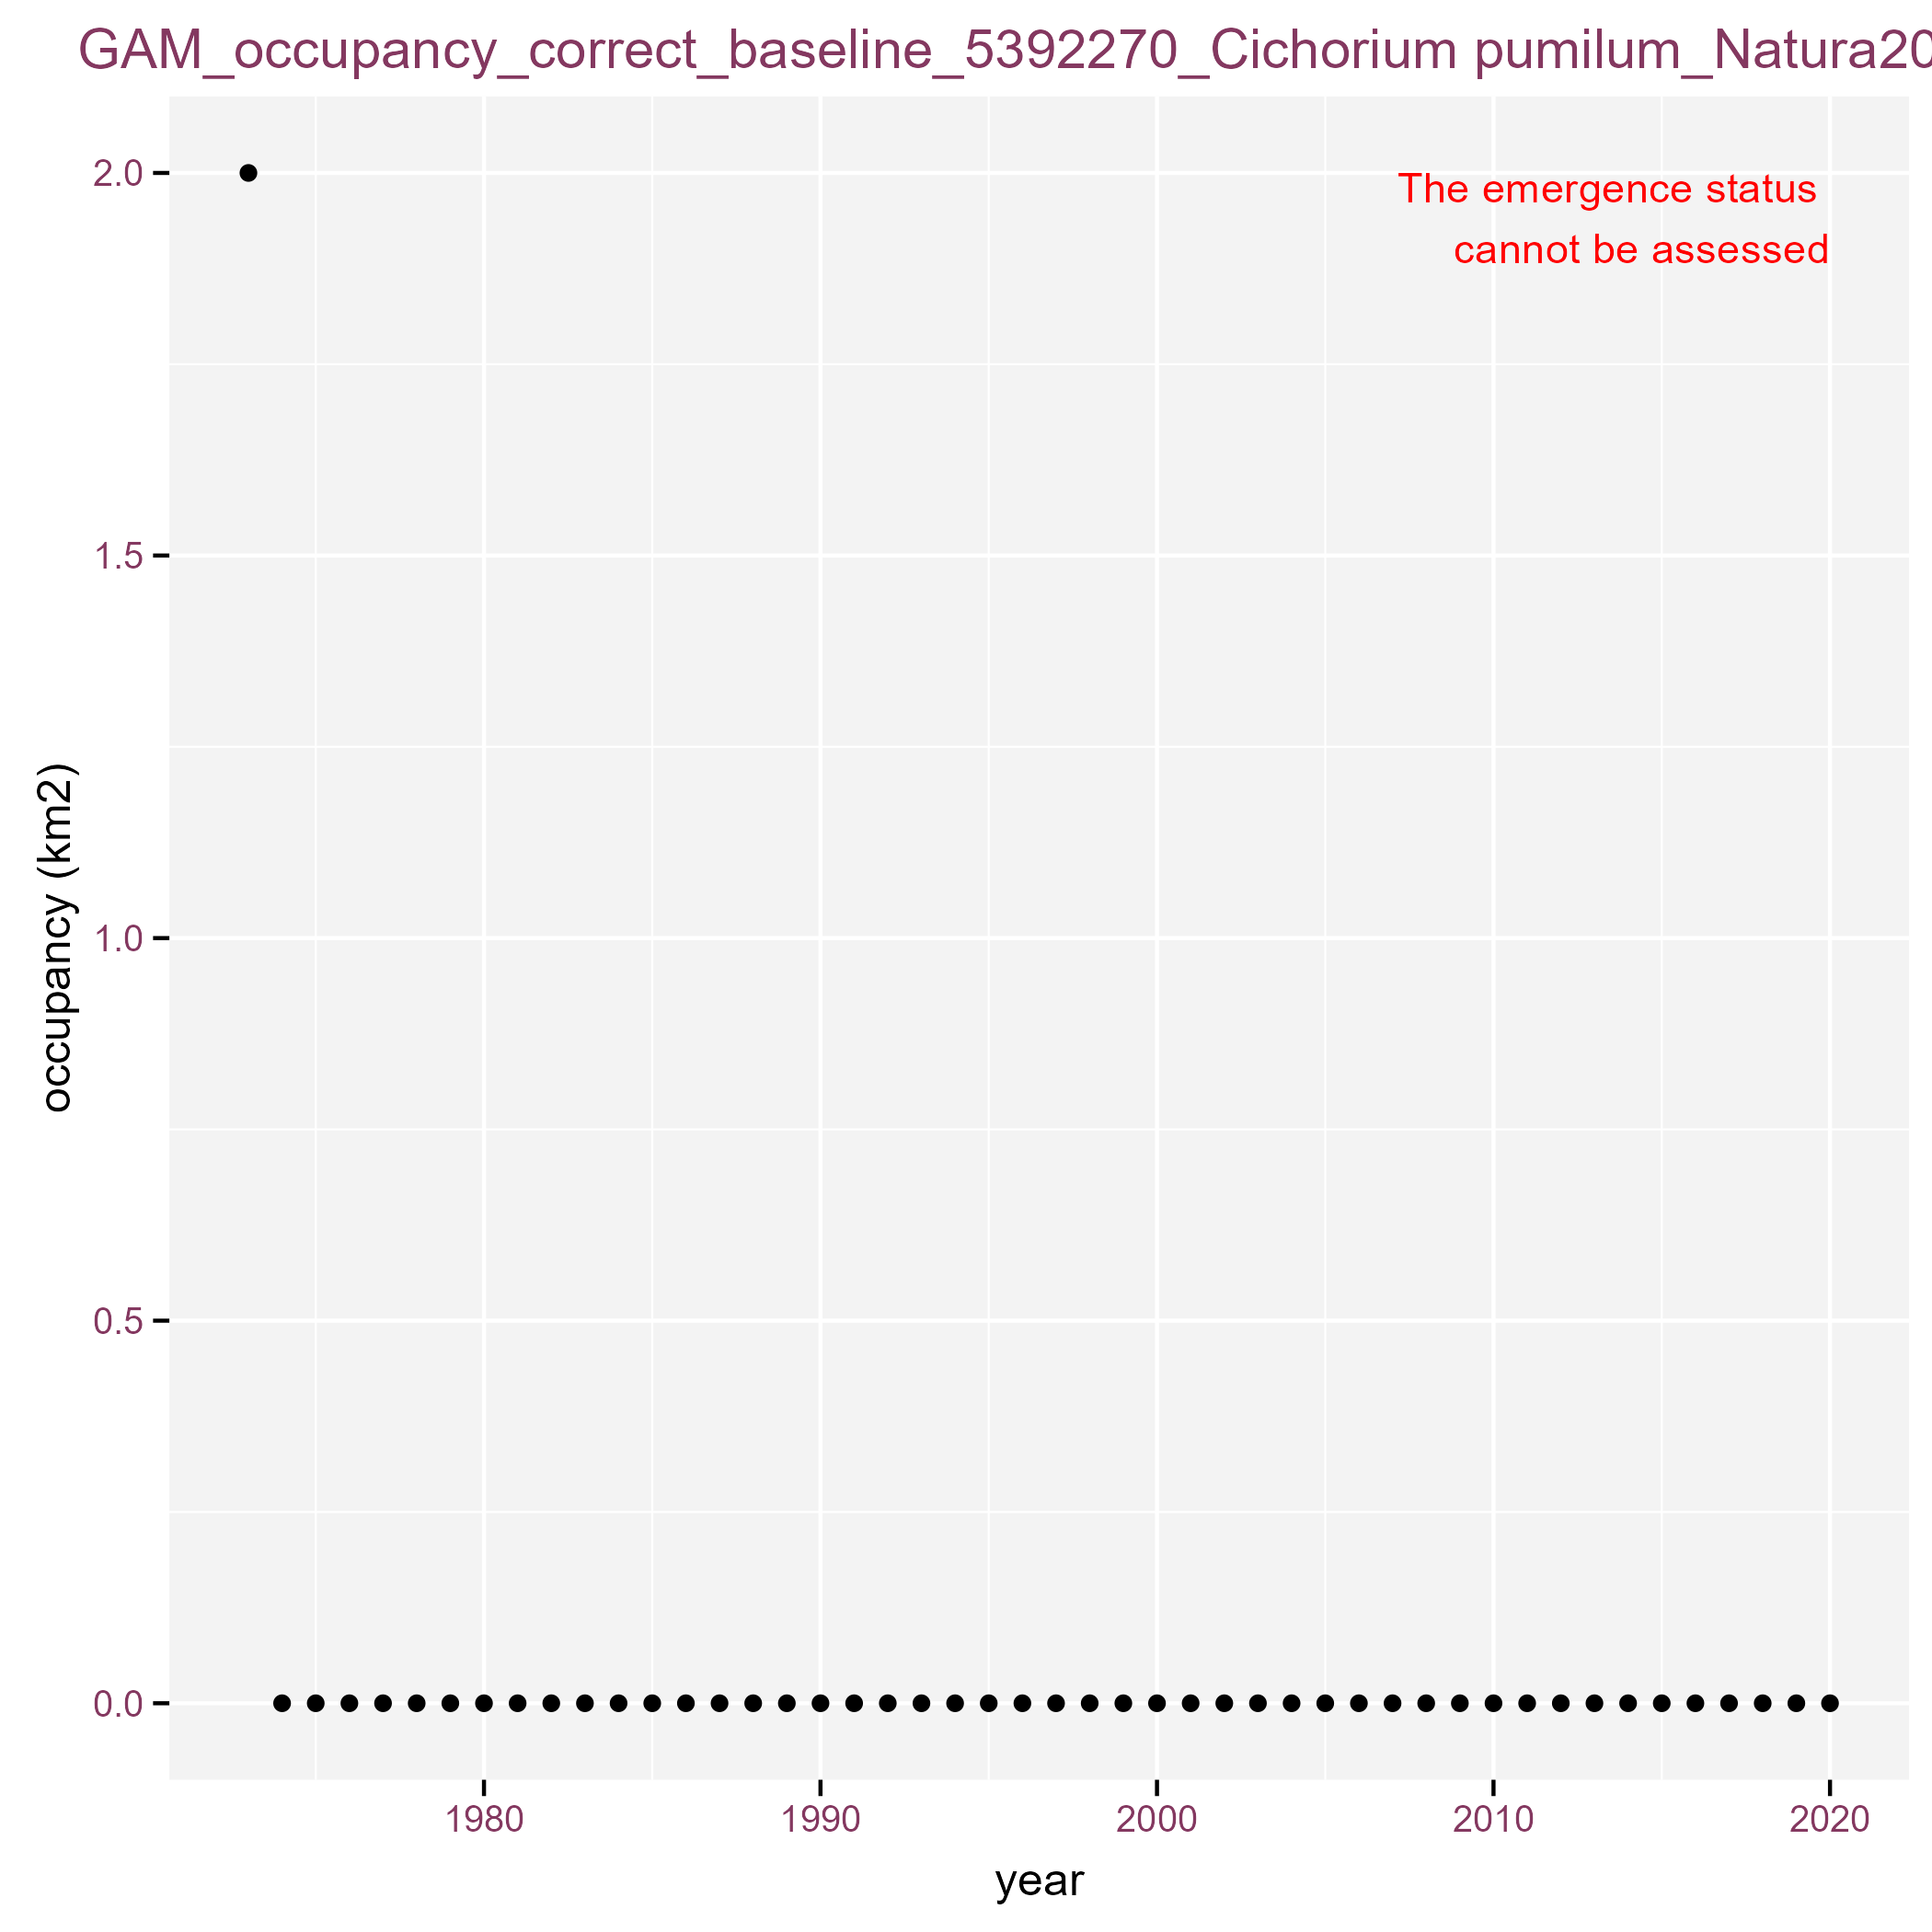 GAM_occupancy_correct_baseline_5392270_Cichorium pumilum_Natura20
The emergence status
cannot be assessed
2.0
1.5
1.0
0.5
0.0
occupancy (km2)
1980 1990 2000 2010 2020
year